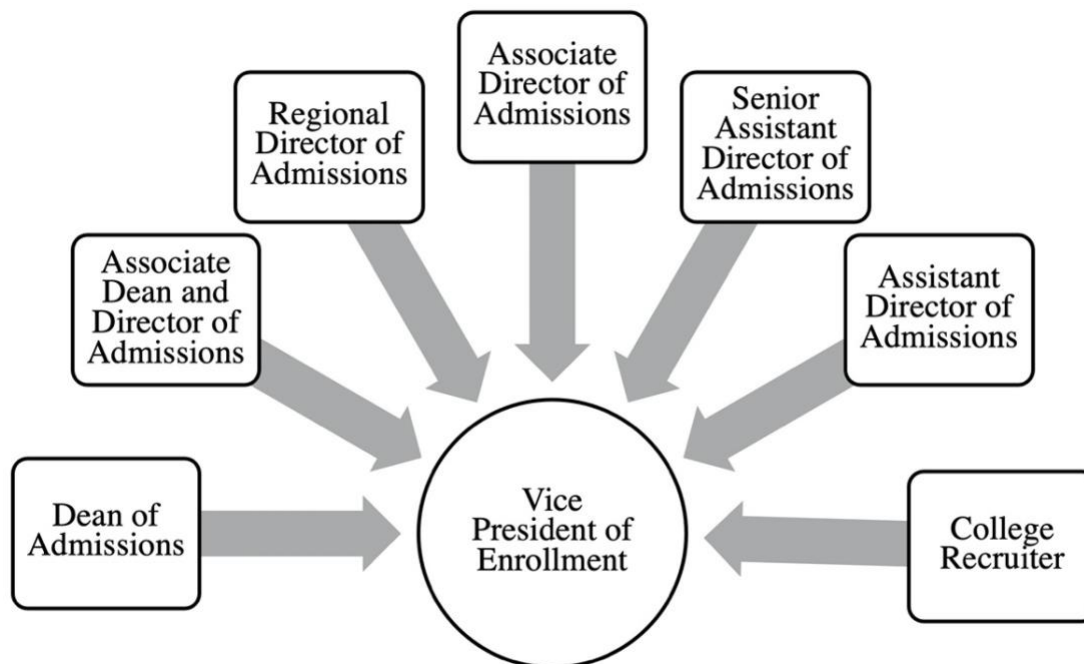 Associate
Director of
Admissions
Regional
Director of
Admissions
Senior
Assistant
Director of
Admissions
Associate
Dean and
Director of
Admissions
Assistant
Director of
Admissions
Dean of
Admissions
Vice
President of
Enrollment
College
Recruiter